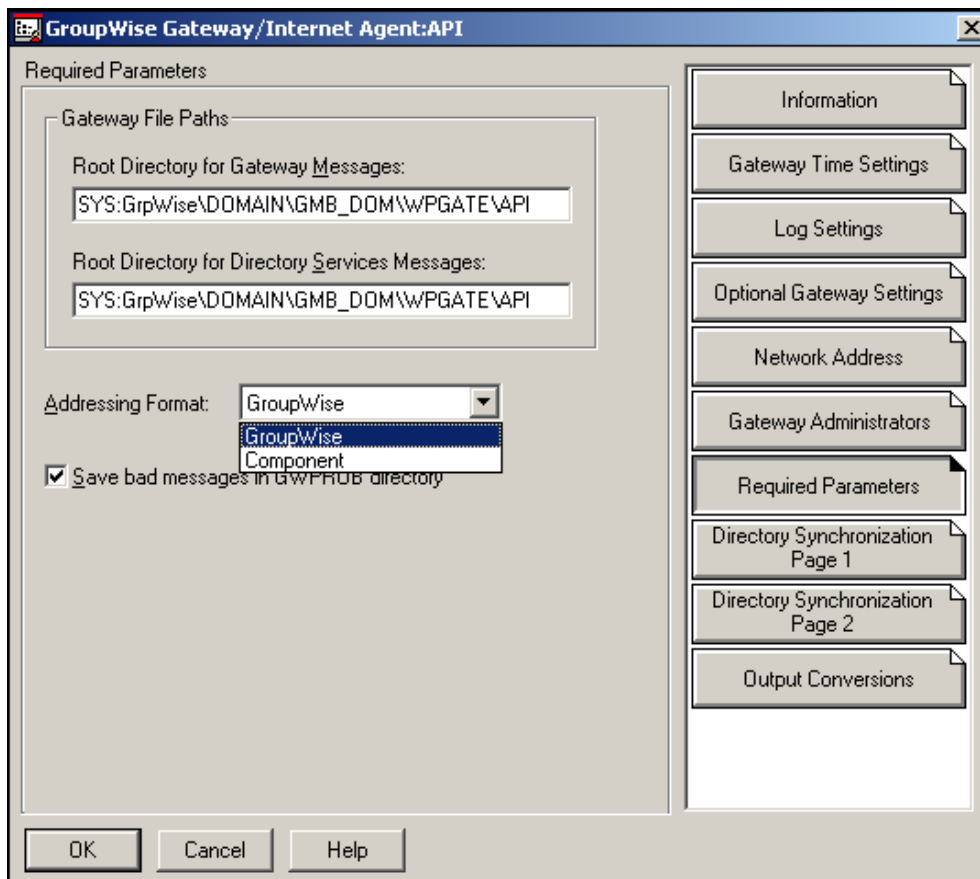 GroupWise Gateway/Internet Agent:API
Required Parameters
Gateway File Paths
Root Directory for Gateway Messages:
SYS:GrpWise\DOMAIN\GMB_DOM\WPGATE\API
Root Directory for Directory Services Messages:
SYS:GrpWise\DOMAIN\GMB_DOM\WPGATE\API
Addressing Format:
GroupWise
GroupWise
Component
Save bad messages in GWPROB directory
Information
Gateway Time Settings
Log Settings
Optional Gateway Settings
Network Address
Gateway Administrators
Required Parameters
Directory Synchronization
Page 1
Directory Synchronization
Page 2
Output Conversions
OK
Cancel
Help